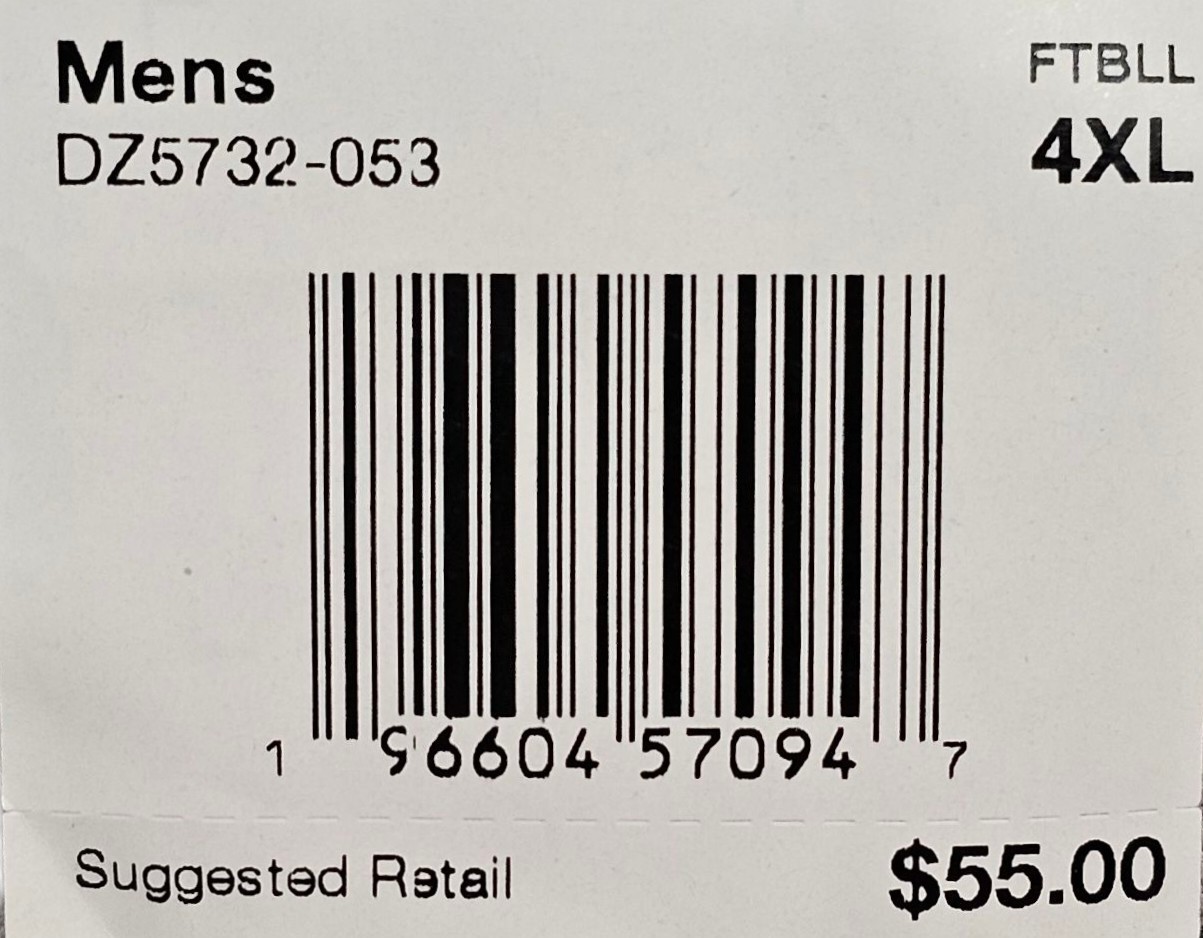 Mens
FTBLL
DZ5732-053
4XL
1 96604 57094 7
Suggested Retail
$55.00